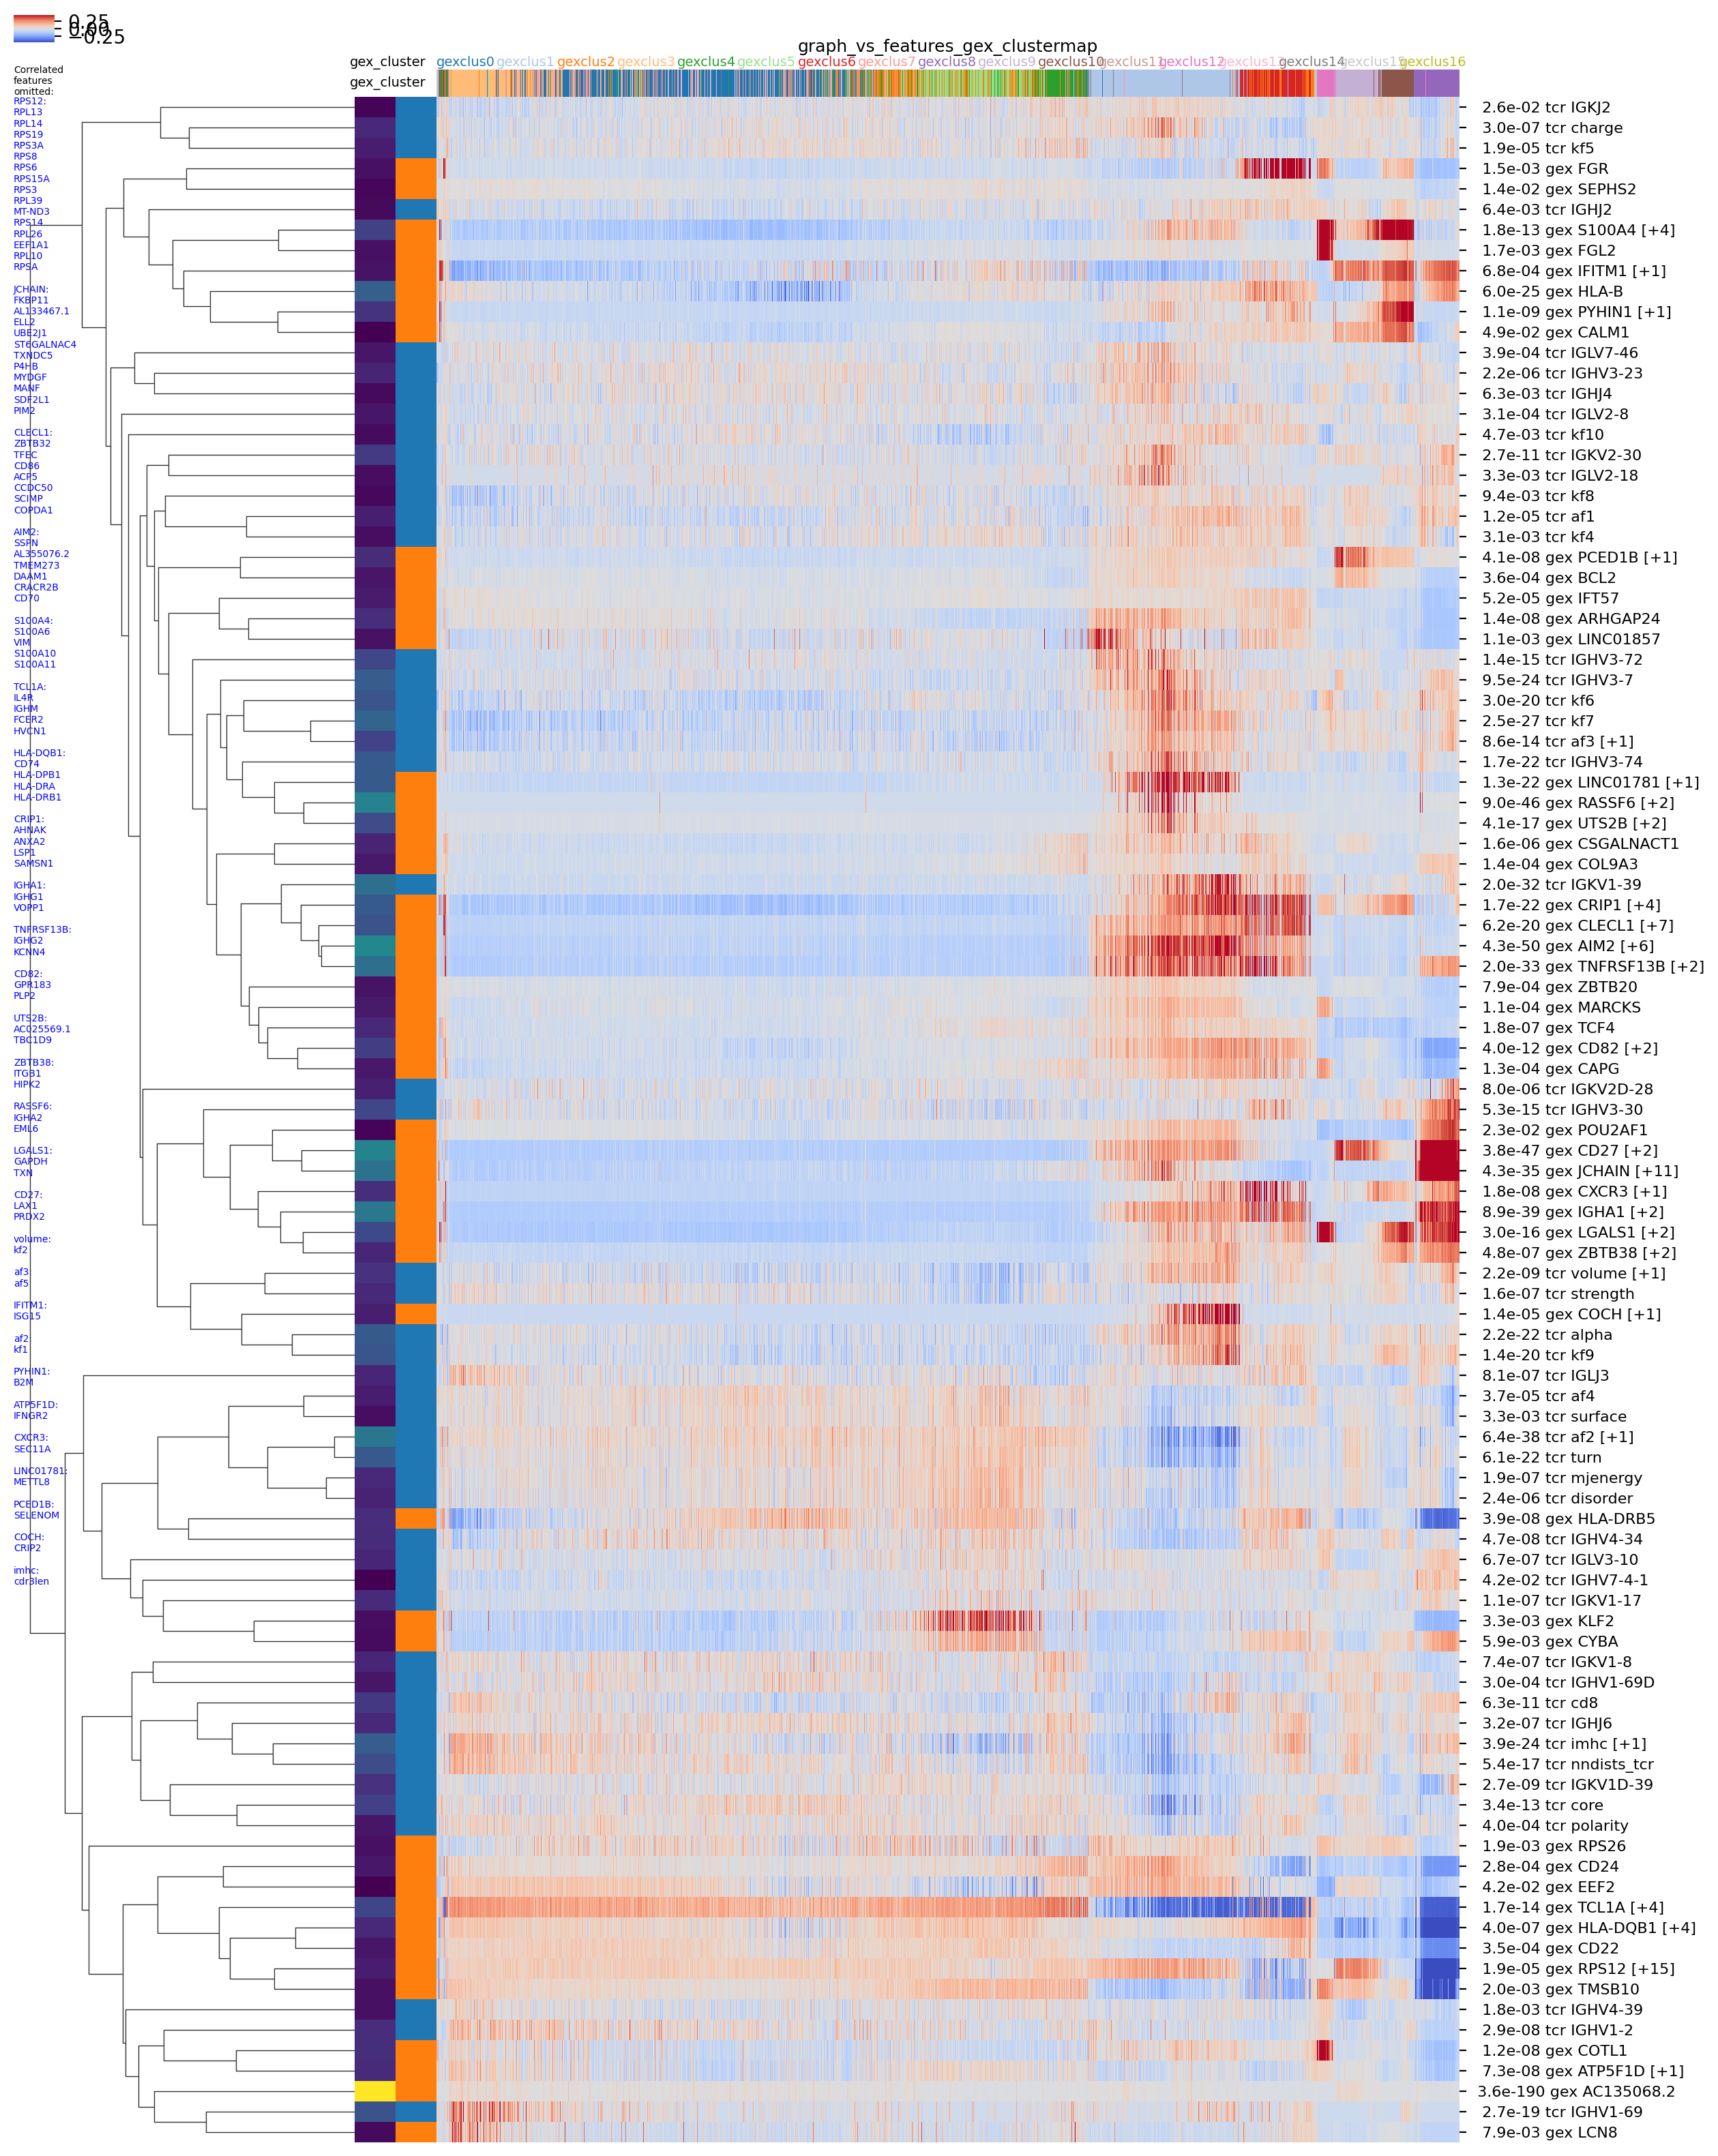 0.25
0.00
−0.25
graph_vs_features_gex_clustermap
gex_cluster gexclus0 gexclus1 gexclus2 gexclus3 gexclus4 gexclus5 gexclus6 gexclus7 gexclus8 gexclus9 gexclus10 gexclus11 gexclus12 gexclus13 gexclus14 gexclus15 gexclus16
gex_cluster
Correlated
features
omitted:
RPS12:
RPL13
RPL14
RPS19
RPS3A
RPS8
RPS6
RPS15A
RPS3
RPL39
MT-ND3
RPS14
RPL26
EEF1A1
RPL10
RPSA
JCHAIN:
FKBP11
AL133467.1
ELL2
UBE2J1
ST6GALNAC4
TXNDC5
P4HB
MYDGF
MANF
SDF2L1
PIM2
CLECL1:
ZBTB32
TFEC
CD86
ACP5
CCDC50
SCIMP
COPDA1
AIM2:
SSPN
AL355076.2
TMEM273
DAAM1
CRACR2B
CD70
S100A4:
S100A6
VIM
S100A10
S100A11
TCL1A:
IL4R
IGHM
FCER2
HVCN1
HLA-DQB1:
CD74
HLA-DPB1
HLA-DRA
HLA-DRB1
CRIP1:
AHNAK
ANXA2
LSP1
SAMSN1
IGHA1:
IGHG1
VOPP1
TNFRSF13B:
IGHG2
KCNN4
CD82:
GPR183
PLP2
UTS2B:
AC025569.1
TBC1D9
ZBTB38:
ITGB1
HIPK2
RASSF6:
IGHA2
EML6
LGALS1:
GAPDH
TXN
CD27:
LAX1
PRDX2
volume:
kf2
af3:
af5
IFITM1:
ISG15
af2:
kf1
PYHIN1:
B2M
ATP5F1D:
IFNGR2
CXCR3:
SEC11A
LINC01781:
METTL8
PCED1B:
SELENOM
COCH:
CRIP2
imhc:
cdr3len
2.6e-02 tcr IGKJ2
3.0e-07 tcr charge
1.9e-05 tcr kf5
1.5e-03 gex FGR
1.4e-02 gex SEPHS2
6.4e-03 tcr IGHJ2
1.8e-13 gex S100A4 [+4]
1.7e-03 gex FGL2
6.8e-04 gex IFITM1 [+1]
6.0e-25 gex HLA-B
1.1e-09 gex PYHIN1 [+1]
4.9e-02 gex CALM1
3.9e-04 tcr IGLV7-46
2.2e-06 tcr IGHV3-23
6.3e-03 tcr IGHJ4
3.1e-04 tcr IGLV2-8
4.7e-03 tcr kf10
2.7e-11 tcr IGKV2-30
3.3e-03 tcr IGLV2-18
9.4e-03 tcr kf8
1.2e-05 tcr af1
3.1e-03 tcr kf4
4.1e-08 gex PCED1B [+1]
3.6e-04 gex BCL2
5.2e-05 gex IFT57
1.4e-08 gex ARHGAP24
1.1e-03 gex LINC01857
1.4e-15 tcr IGHV3-72
9.5e-24 tcr IGHV3-7
3.0e-20 tcr kf6
2.5e-27 tcr kf7
8.6e-14 tcr af3 [+1]
1.7e-22 tcr IGHV3-74
1.3e-22 gex LINC01781 [+1]
9.0e-46 gex RASSF6 [+2]
4.1e-17 gex UTS2B [+2]
1.6e-06 gex CSGALNACT1
1.4e-04 gex COL9A3
2.0e-32 tcr IGKV1-39
1.7e-22 gex CRIP1 [+4]
6.2e-20 gex CLECL1 [+7]
4.3e-50 gex AIM2 [+6]
2.0e-33 gex TNFRSF13B [+2]
7.9e-04 gex ZBTB20
1.1e-04 gex MARCKS
1.8e-07 gex TCF4
4.0e-12 gex CD82 [+2]
1.3e-04 gex CAPG
8.0e-06 tcr IGKV2D-28
5.3e-15 tcr IGHV3-30
2.3e-02 gex POU2AF1
3.8e-47 gex CD27 [+2]
4.3e-35 gex JCHAIN [+11]
1.8e-08 gex CXCR3 [+1]
8.9e-39 gex IGHA1 [+2]
3.0e-16 gex LGALS1 [+2]
4.8e-07 gex ZBTB38 [+2]
2.2e-09 tcr volume [+1]
1.6e-07 tcr strength
1.4e-05 gex COCH [+1]
2.2e-22 tcr alpha
1.4e-20 tcr kf9
8.1e-07 tcr IGLJ3
3.7e-05 tcr af4
3.3e-03 tcr surface
6.4e-38 tcr af2 [+1]
6.1e-22 tcr turn
1.9e-07 tcr mjenergy
2.4e-06 tcr disorder
3.9e-08 gex HLA-DRB5
4.7e-08 tcr IGHV4-34
6.7e-07 tcr IGLV3-10
4.2e-02 tcr IGHV7-4-1
1.1e-07 tcr IGKV1-17
3.3e-03 gex KLF2
5.9e-03 gex CYBA
7.4e-07 tcr IGKV1-8
3.0e-04 tcr IGHV1-69D
6.3e-11 tcr cd8
3.2e-07 tcr IGHJ6
3.9e-24 tcr imhc [+1]
5.4e-17 tcr nndists_tcr
2.7e-09 tcr IGKV1D-39
3.4e-13 tcr core
4.0e-04 tcr polarity
1.9e-03 gex RPS26
2.8e-04 gex CD24
4.2e-02 gex EEF2
1.7e-14 gex TCL1A [+4]
4.0e-07 gex HLA-DQB1 [+4]
3.5e-04 gex CD22
1.9e-05 gex RPS12 [+15]
2.0e-03 gex TMSB10
1.8e-03 tcr IGHV4-39
2.9e-08 tcr IGHV1-2
1.2e-08 gex COTL1
7.3e-08 gex ATP5F1D [+1]
3.6e-190 gex AC135068.2
2.7e-19 tcr IGHV1-69
7.9e-03 gex LCN8